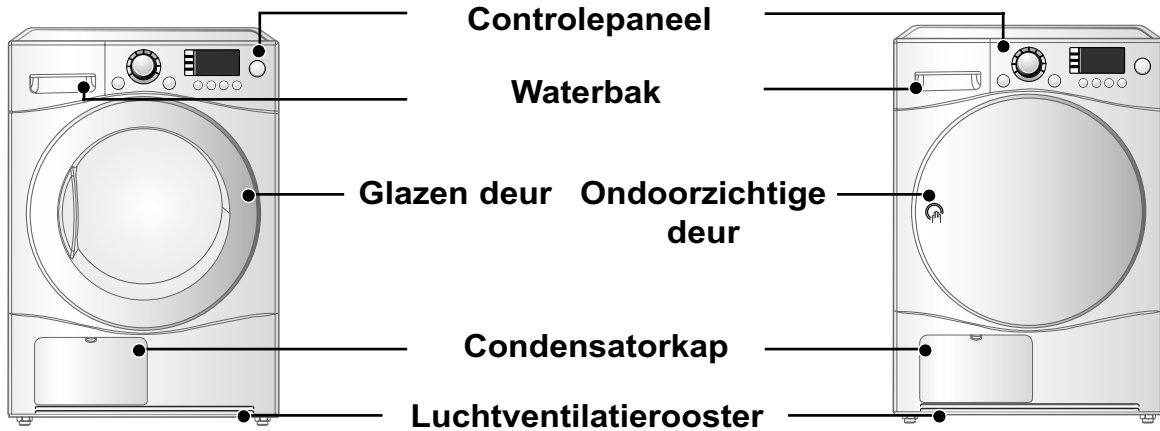 Controlepaneel
Waterbak
Glazen deur
Ondoorzichtige
deur
Condensatorkap
Luchtventilatierooster